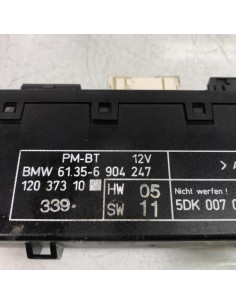 PM-BT 12V
BMW 61.35-6 904 247 > A
120 373 10 HW 05 Nicht werfen !
339. SW 11 5DK 007 0